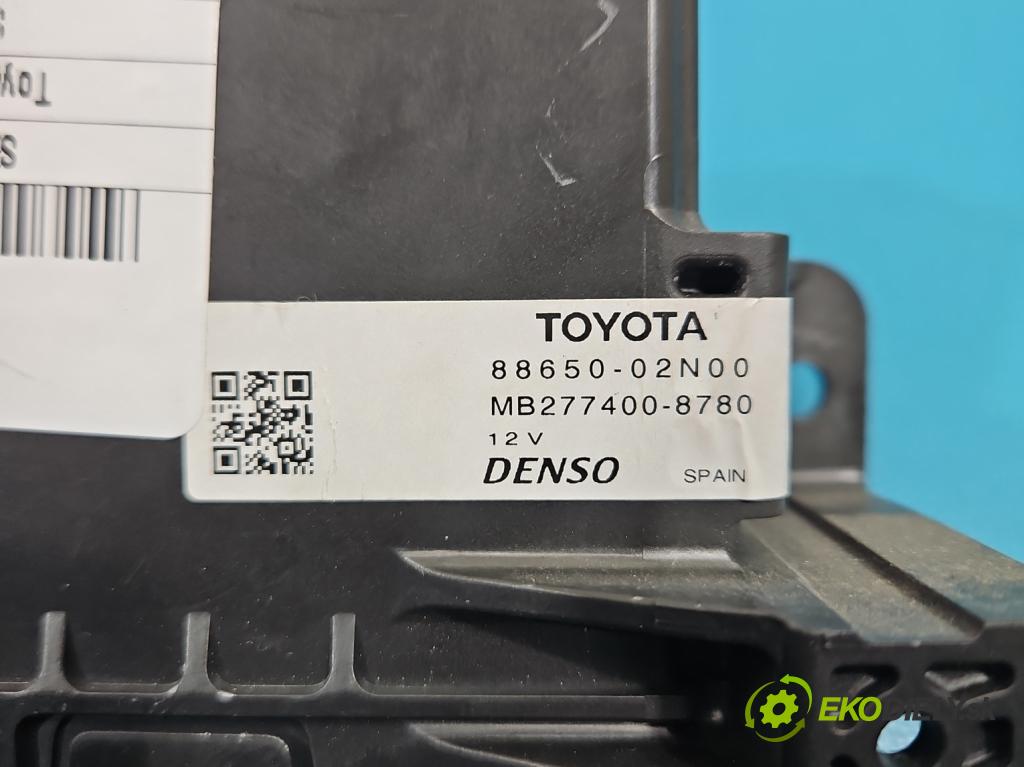 TOYOTA
88650-02N00
MB277400-8780
12V
DENSO SPAIN
EKO